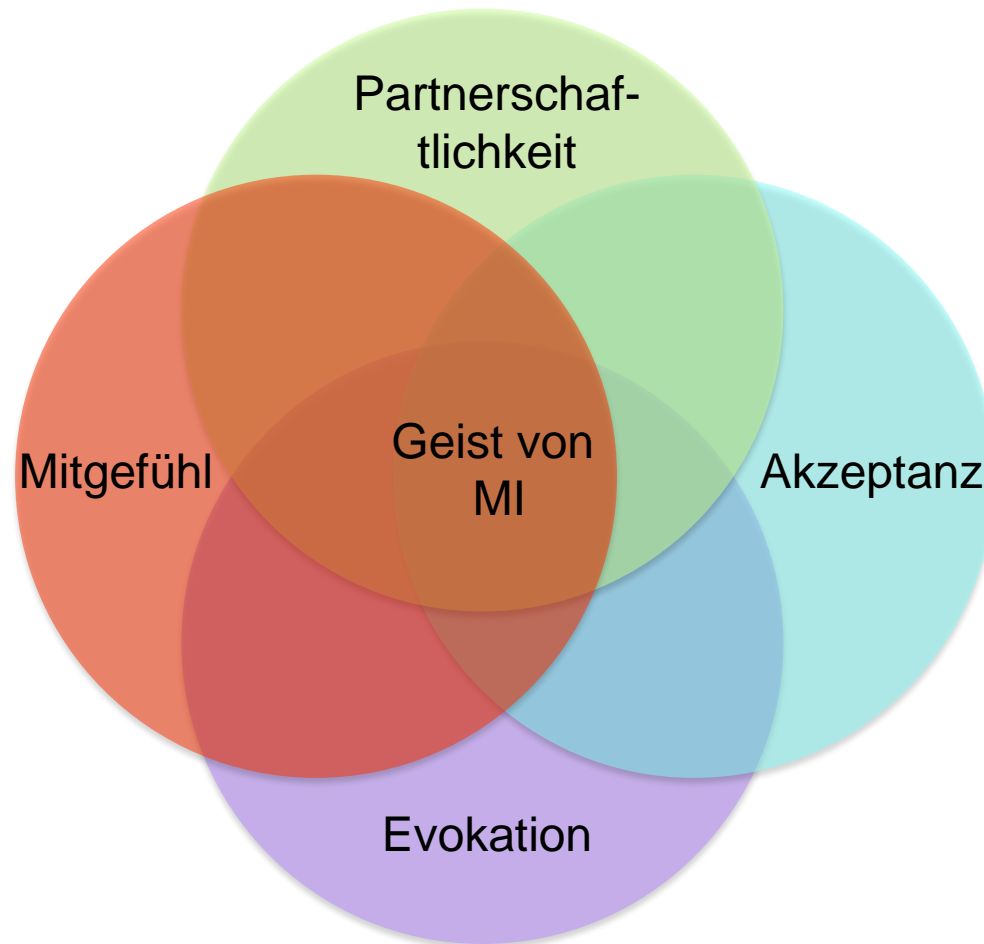 Partnerschaf-
tlichkeit
Mitgefühl
Geist von
MI
Akzeptanz
Evokation